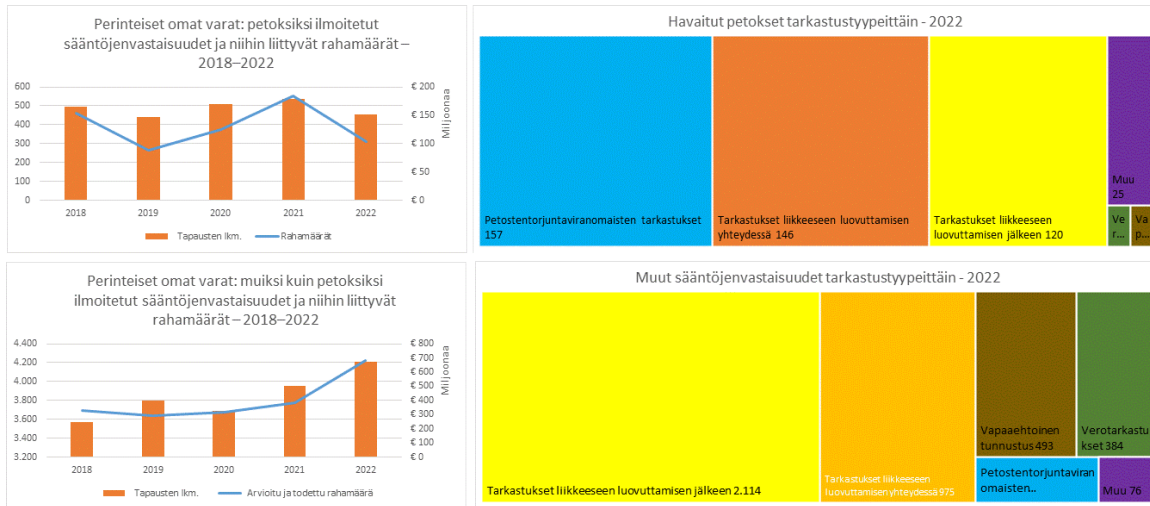 Perinteiset omat varat: petoksiksi ilmoitetut
sääntöjenvastaisuudet ja niihin liittyvät rahamäärät –
2018–2022
600
500
400
300
200
100
0
€ 200
€ 150
€ 100
€ 50
€ 0
Miljoonaa
2018
2019
2020
2021
2022
Tapausten lkm.
Rahamäärät
Havaitut petokset tarkastustyypeittäin - 2022
Petostentorjuntaviranomaisten tarkastukset
157
Tarkastukset liikkeeseen luovuttamisen
yhteydessä 146
Tarkastukset liikkeeseen
luovuttamisen jälkeen 120
Muu
25
Ve
r...
Va
p...
Perinteiset omat varat: muiksi kuin petoksiksi
ilmoitetut sääntöjenvastaisuudet ja niihin liittyvät
rahamäärät – 2018–2022
4.400
4.200
4.000
3.800
3.600
3.400
3.200
€ 800
€ 700
€ 600
€ 500
€ 400
€ 300
€ 200
€ 100
€ 0
Miljoonaa
2018
2019
2020
2021
2022
Tapausten lkm.
Arvioitu ja todettu rahamäärä
Muut sääntöjenvastaisuudet tarkastustyypeittäin - 2022
Tarkastukset liikkeeseen luovuttamisen jälkeen 2.114
Tarkastukset liikkeeseen
luovuttamisen yhteydessä 975
Vapaaehtoinen
tunnustus 493
Verotarkastu
kset 384
Petostentorjuntaviran
omaisten...
Muu 76